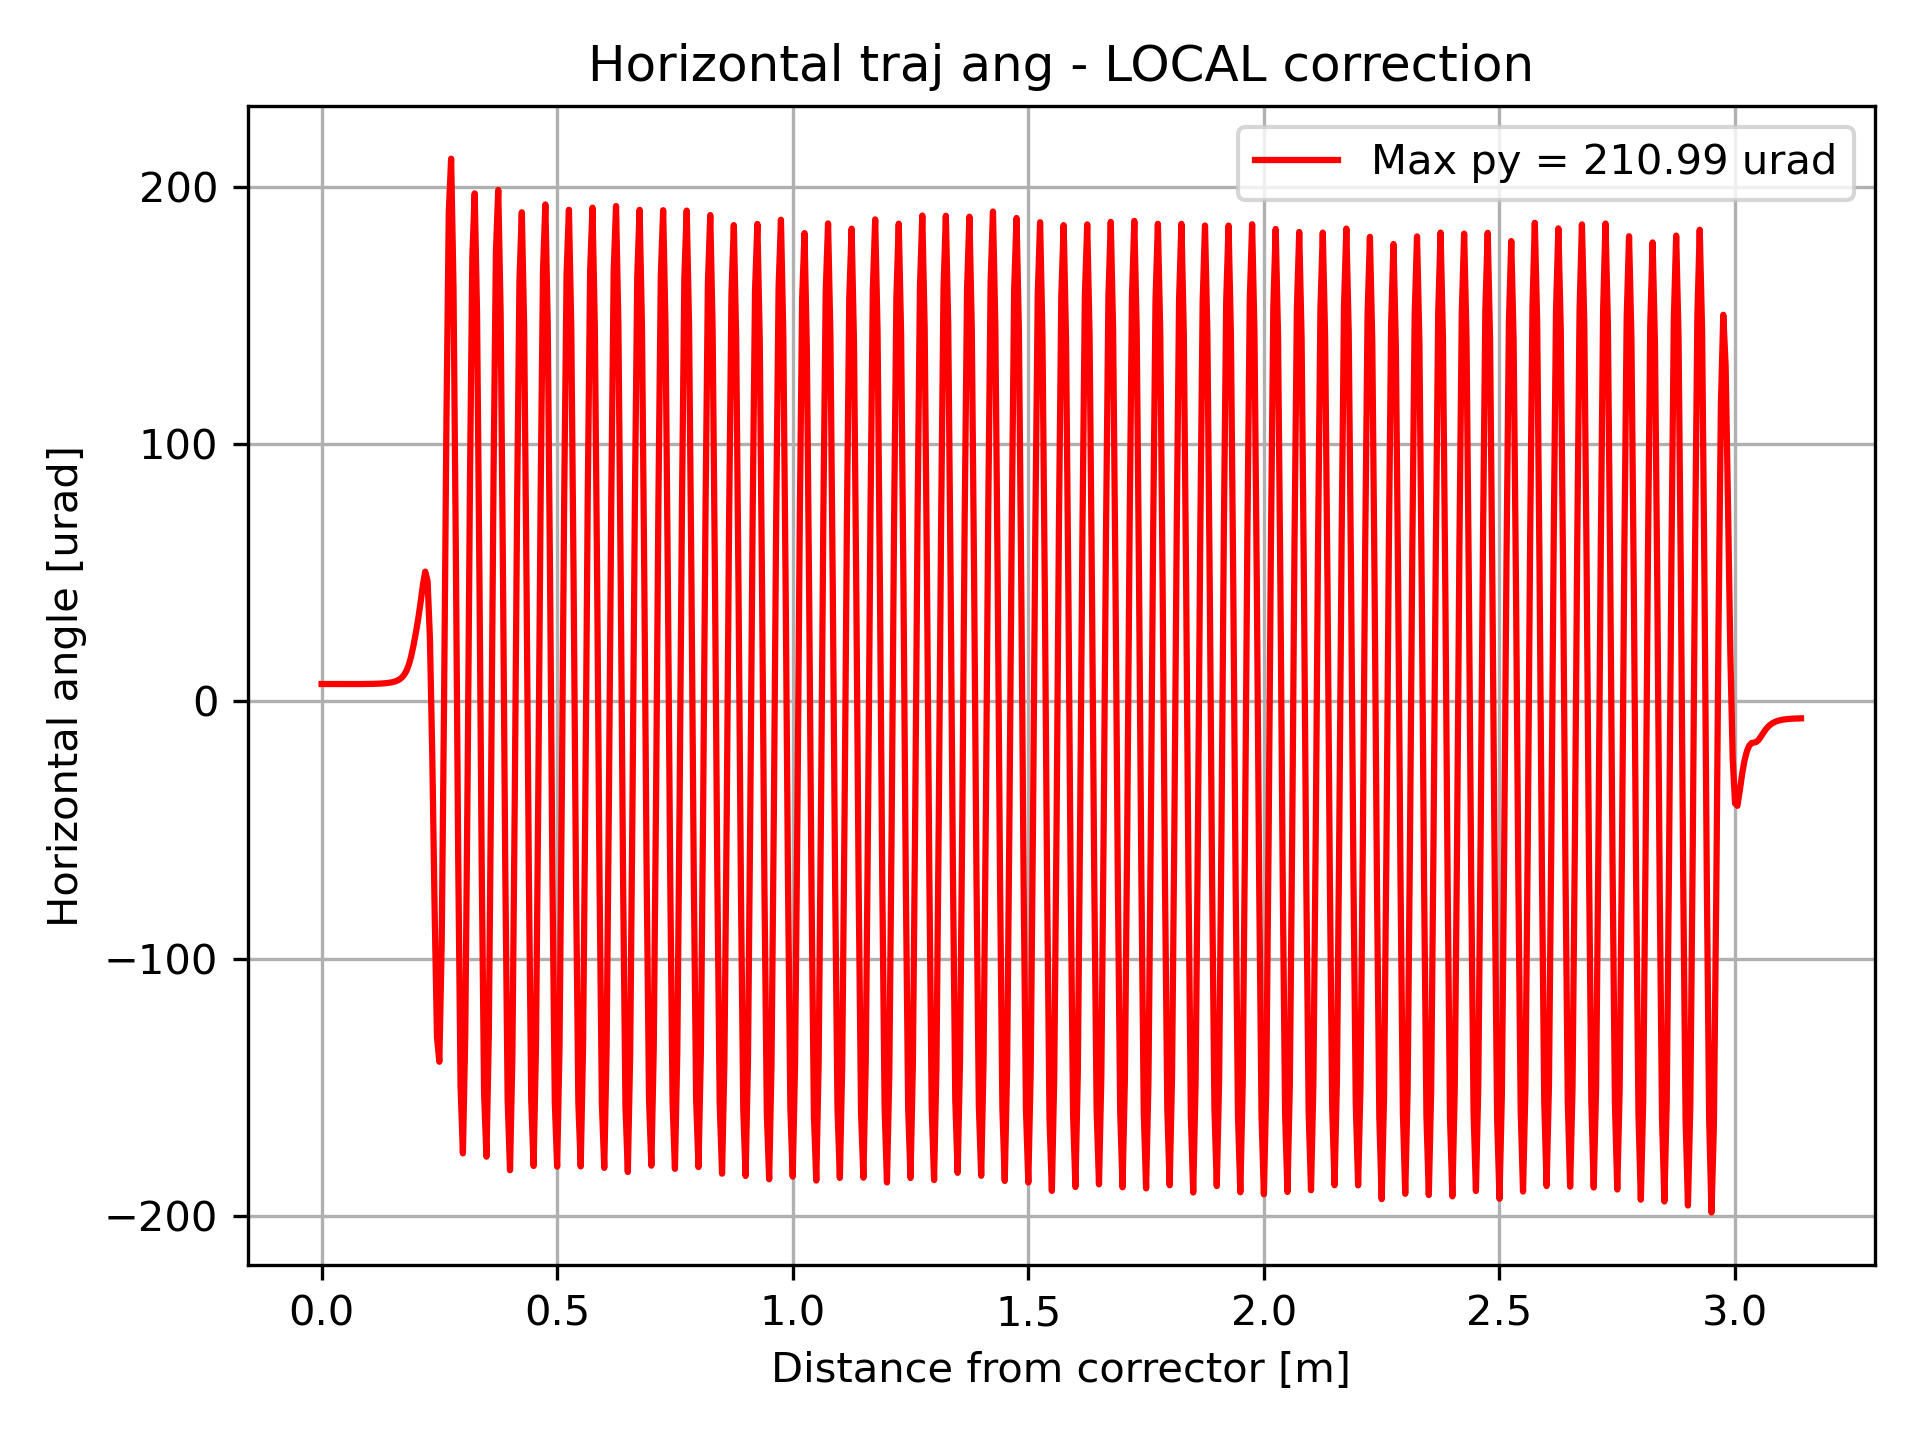 Horizontal traj ang - LOCAL correction
Max py = 210.99 urad
200
100
0
−100
−200
Horizontal angle [urad]
0.0 0.5 1.0 1.5 2.0 2.5 3.0
Distance from corrector [m]